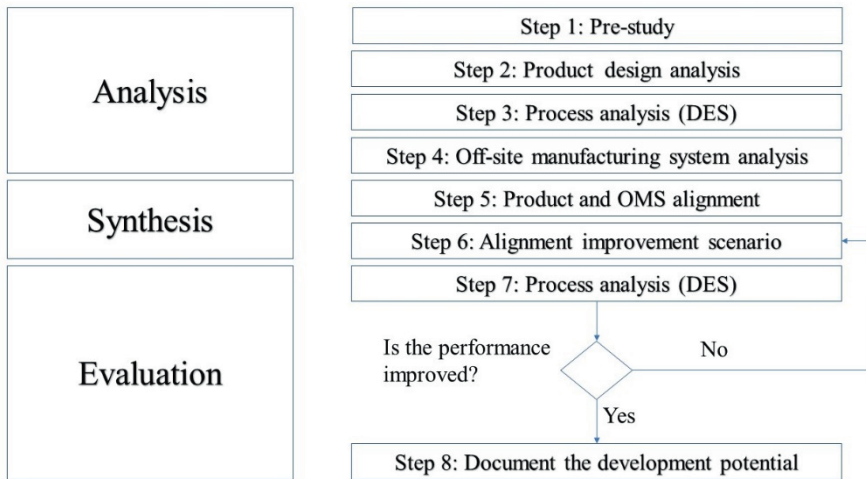 Analysis
Step 1: Pre-study
Step 2: Product design analysis
Step 3: Process analysis (DES)
Step 4: Off-site manufacturing system analysis
Synthesis
Step 5: Product and OMS alignment
Step 6: Alignment improvement scenario
Evaluation
Step 7: Process analysis (DES)
Is the performance
improved?
No
Yes
Step 8: Document the development potential